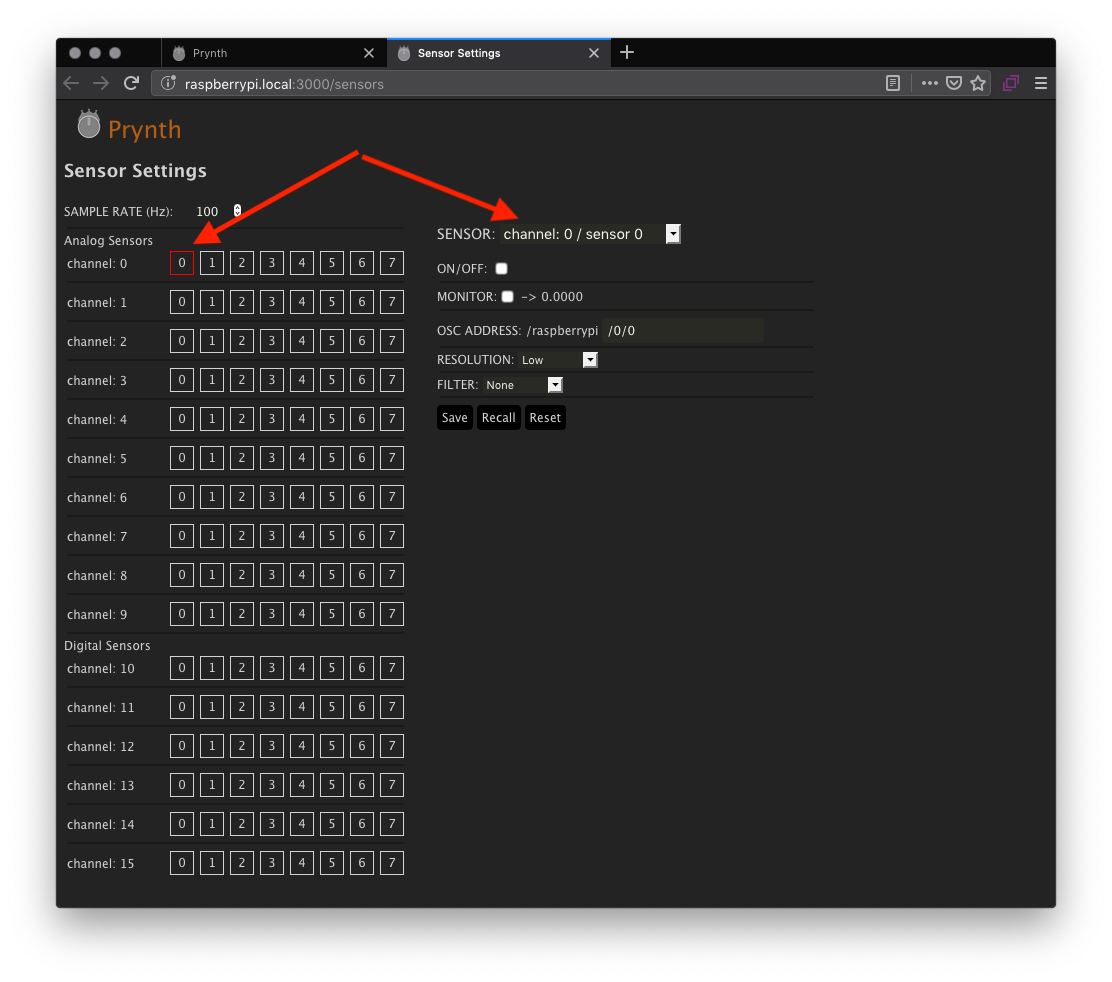 Prynth
Sensor Settings
raspberrypi.local:3000/sensors
Prynth
Sensor Settings
SAMPLE RATE (Hz): 100
Analog Sensors
channel: 0 0 1 2 3 4 5 6 7
channel: 1 0 1 2 3 4 5 6 7
channel: 2 0 1 2 3 4 5 6 7
channel: 3 0 1 2 3 4 5 6 7
channel: 4 0 1 2 3 4 5 6 7
channel: 5 0 1 2 3 4 5 6 7
channel: 6 0 1 2 3 4 5 6 7
channel: 7 0 1 2 3 4 5 6 7
channel: 8 0 1 2 3 4 5 6 7
channel: 9 0 1 2 3 4 5 6 7
Digital Sensors
channel: 10 0 1 2 3 4 5 6 7
channel: 11 0 1 2 3 4 5 6 7
channel: 12 0 1 2 3 4 5 6 7
channel: 13 0 1 2 3 4 5 6 7
channel: 14 0 1 2 3 4 5 6 7
channel: 15 0 1 2 3 4 5 6 7
SENSOR: channel: 0 / sensor 0
ON/OFF:
MONITOR: -> 0.0000
OSC ADDRESS: /raspberrypi /0/0
RESOLUTION: Low
FILTER: None
Save Recall Reset